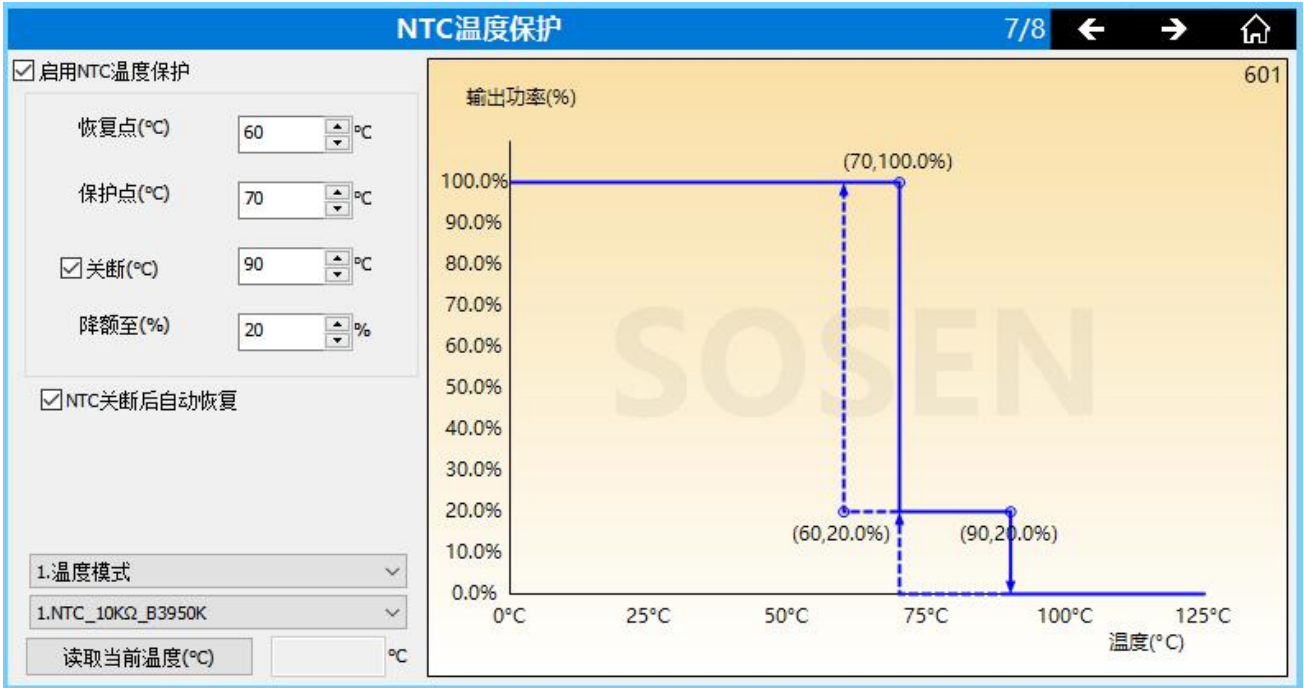 NTC温度保护
7/8
启用NTC温度保护
恢复点(℃)
60
℃
保护点(℃)
70
℃
关断(℃)
90
℃
降额至(%)
20
%
NTC关断后自动恢复
1.温度模式
1.NTC_10KΩ_B3950K
读取当前温度(℃)
℃
601
输出功率(%)
(70,100.0%)
100.0%
90.0%
80.0%
70.0%
60.0%
50.0%
40.0%
30.0%
20.0%
10.0%
0.0%
SOSEN
(60,20.0%)
(90,20.0%)
0°C
25°C
50°C
75°C
100°C
125°C
温度(°C)